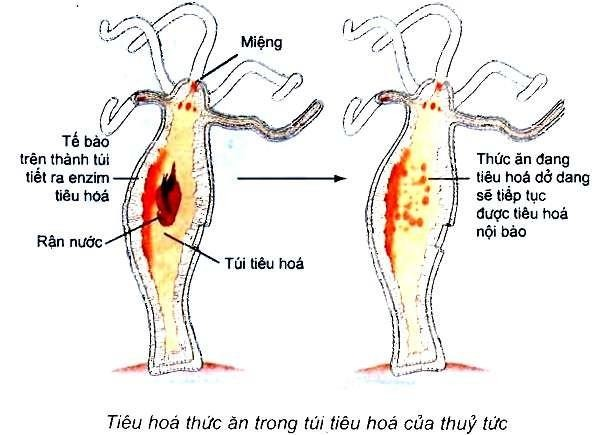 Miệng
Tế bào
trên thành túi
tiết ra enzim
tiêu hóá
Rận nước
Túi tiêu hoá
Thức ăn đang
tiêu hoá dở dang
sẽ tiếp tục
được tiêu hoá
nội bào
Tiêu hoá thức ăn trong túi tiêu hoá của thuỷ tức